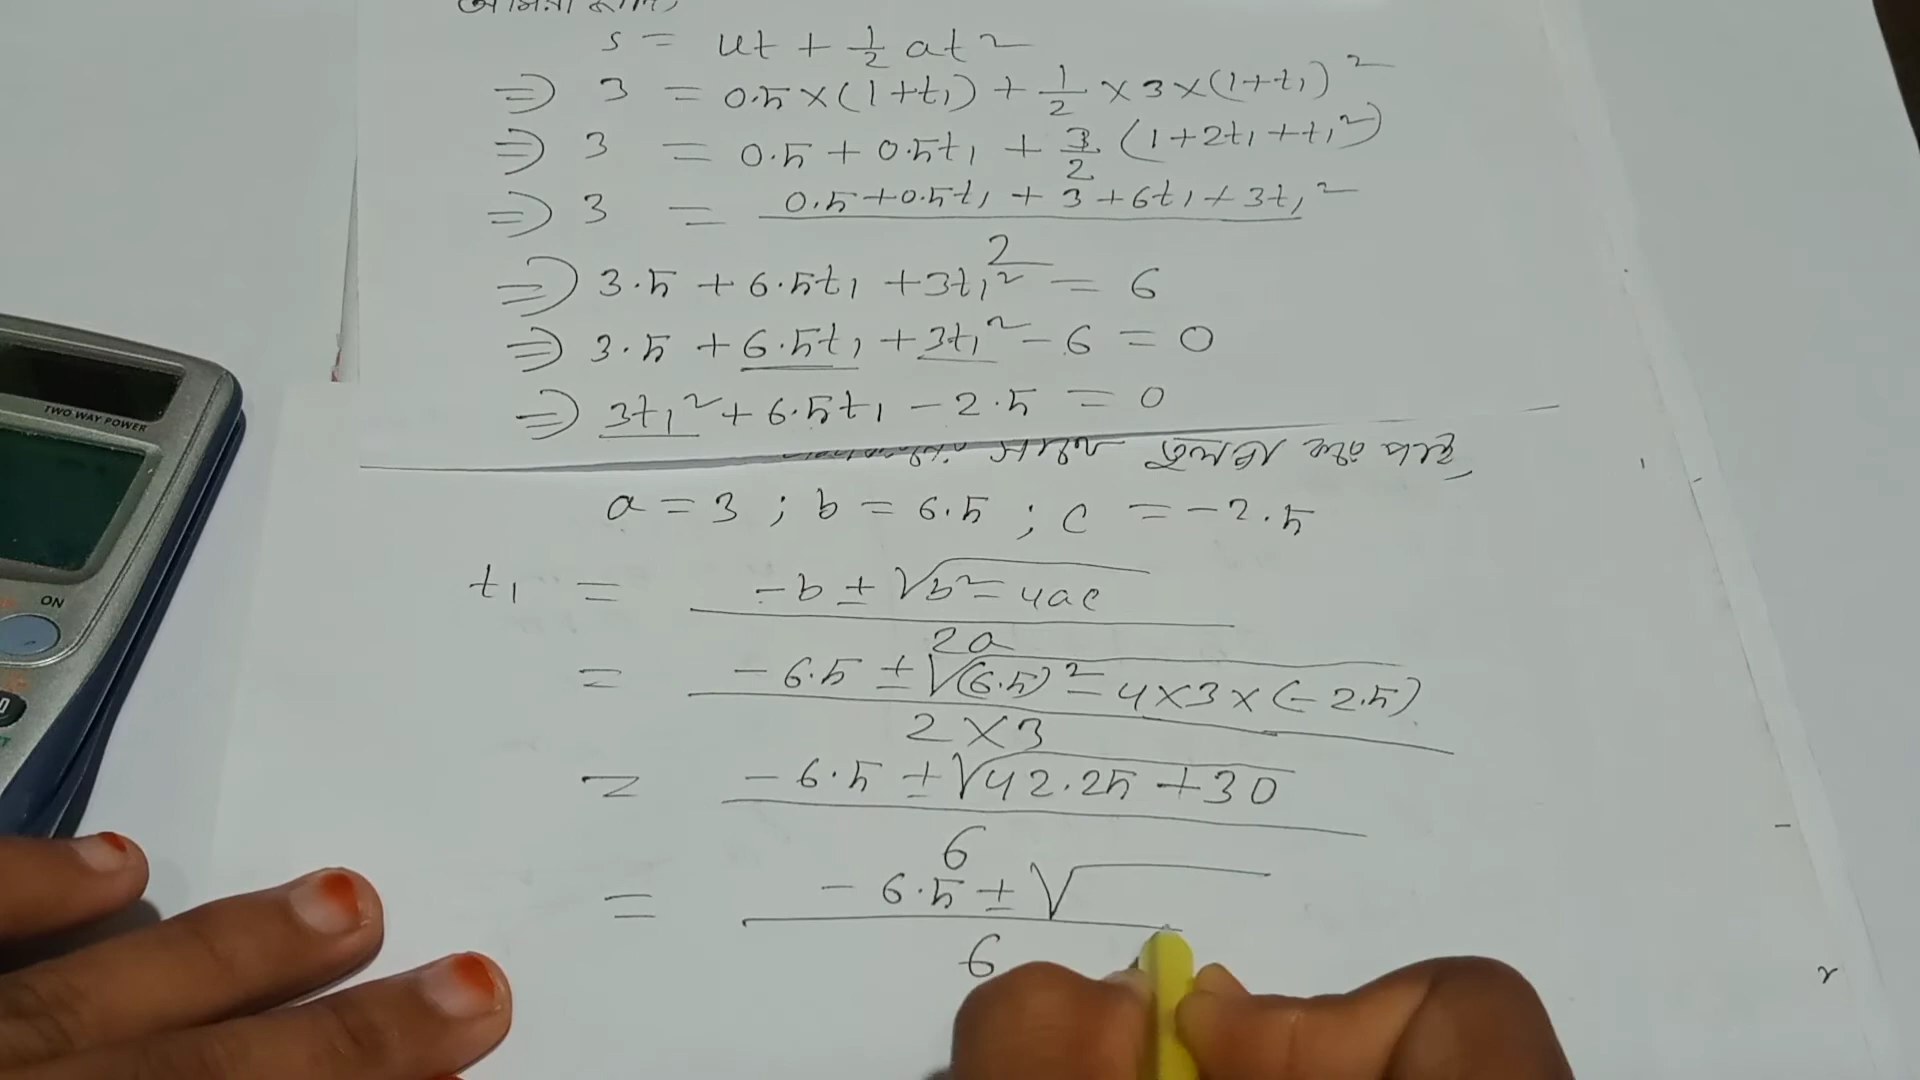 s = ut + 1/2 at²
⇒ 3 = 0.5×(1+t₁) + 1/2 × 3×(1+t₁)²
⇒ 3 = 0.5 + 0.5t₁ + 3/2 (1+2t₁+t₁²)
⇒ 3 = (0.5+0.5t₁ + 3 + 6t₁ + 3t₁²)/2
⇒ 3.5 + 6.5t₁ + 3t₁² = 6
⇒ 3.5 + 6.5t₁ + 3t₁² - 6 = 0
⇒ 3t₁² + 6.5t₁ - 2.5 = 0
a = 3 ; b = 6.5 ; c = -2.5
t₁ = (-b ± √(b² - 4ac))/2a
= (-6.5 ± √((6.5)² - 4×3×(-2.5)))/(2×3)
= (-6.5 ± √(42.25 + 30))/6
= (-6.5 ± √)/6
TWO WAY POWER
ON